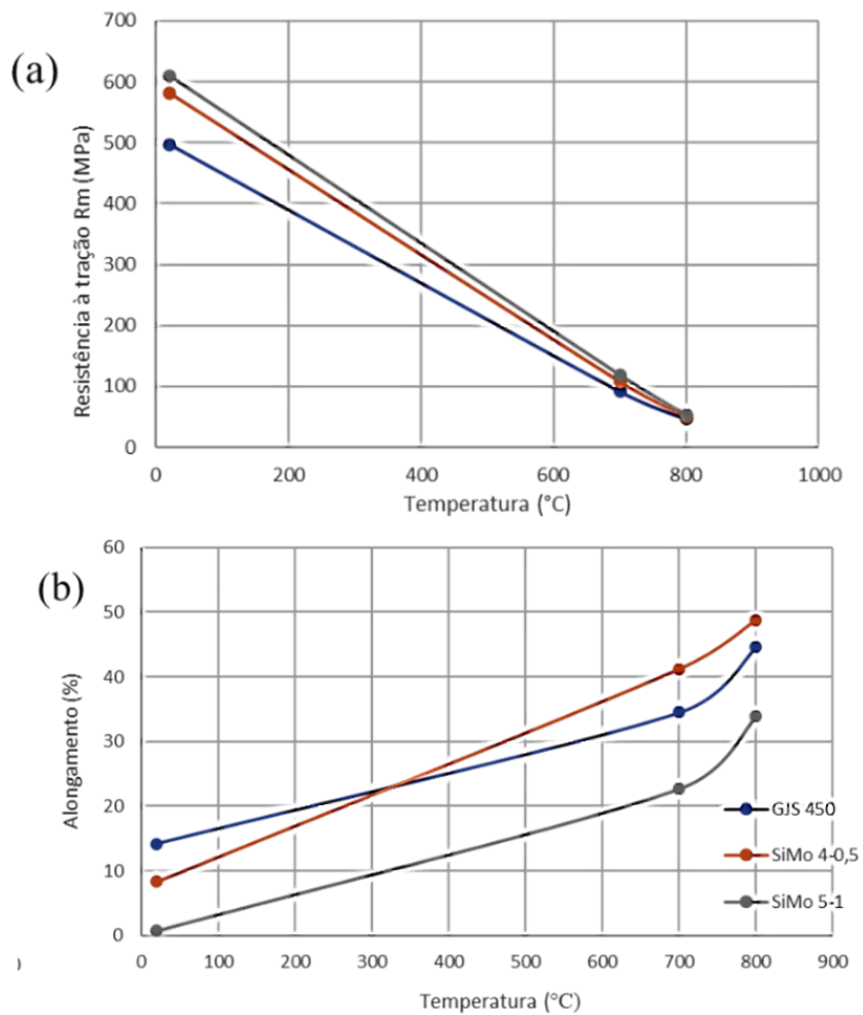 (a)
Resistência à tração Rm (MPa)
700
600
500
400
300
200
100
0
0 200 400 600 800 1000
Temperatura (°C)
(b)
Alongamento (%)
60
50
40
30
20
10
0
GJS 450
SiMo 4-0,5
SiMo 5-1
0 100 200 300 400 500 600 700 800 900
Temperatura (°C)